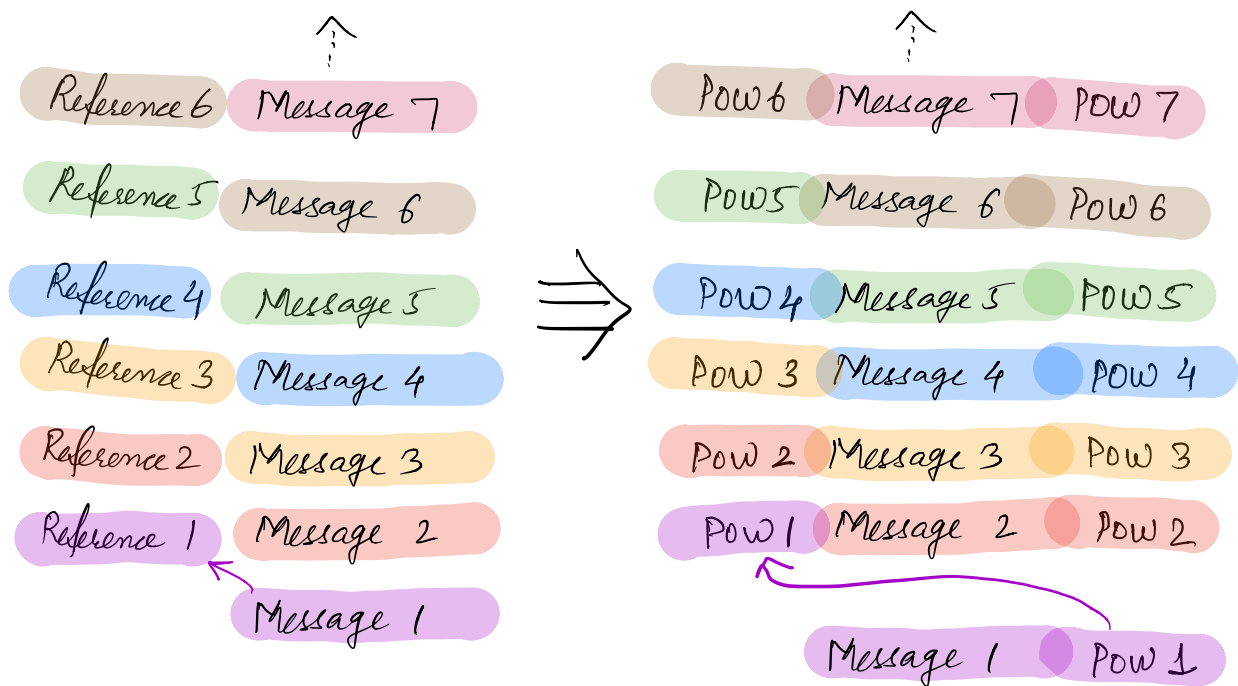 Reference 6 Message 7
Reference 5 Message 6
Reference 4 Message 5
Reference 3 Message 4
Reference 2 Message 3
Reference 1 Message 2
Message 1
POW 6 Message 7 POW 7
POW 5 Message 6 POW 6
POW 4 Message 5 POW 5
POW 3 Message 4 POW 4
POW 2 Message 3 POW 3
POW 1 Message 2 POW 2
Message 1 POW 1